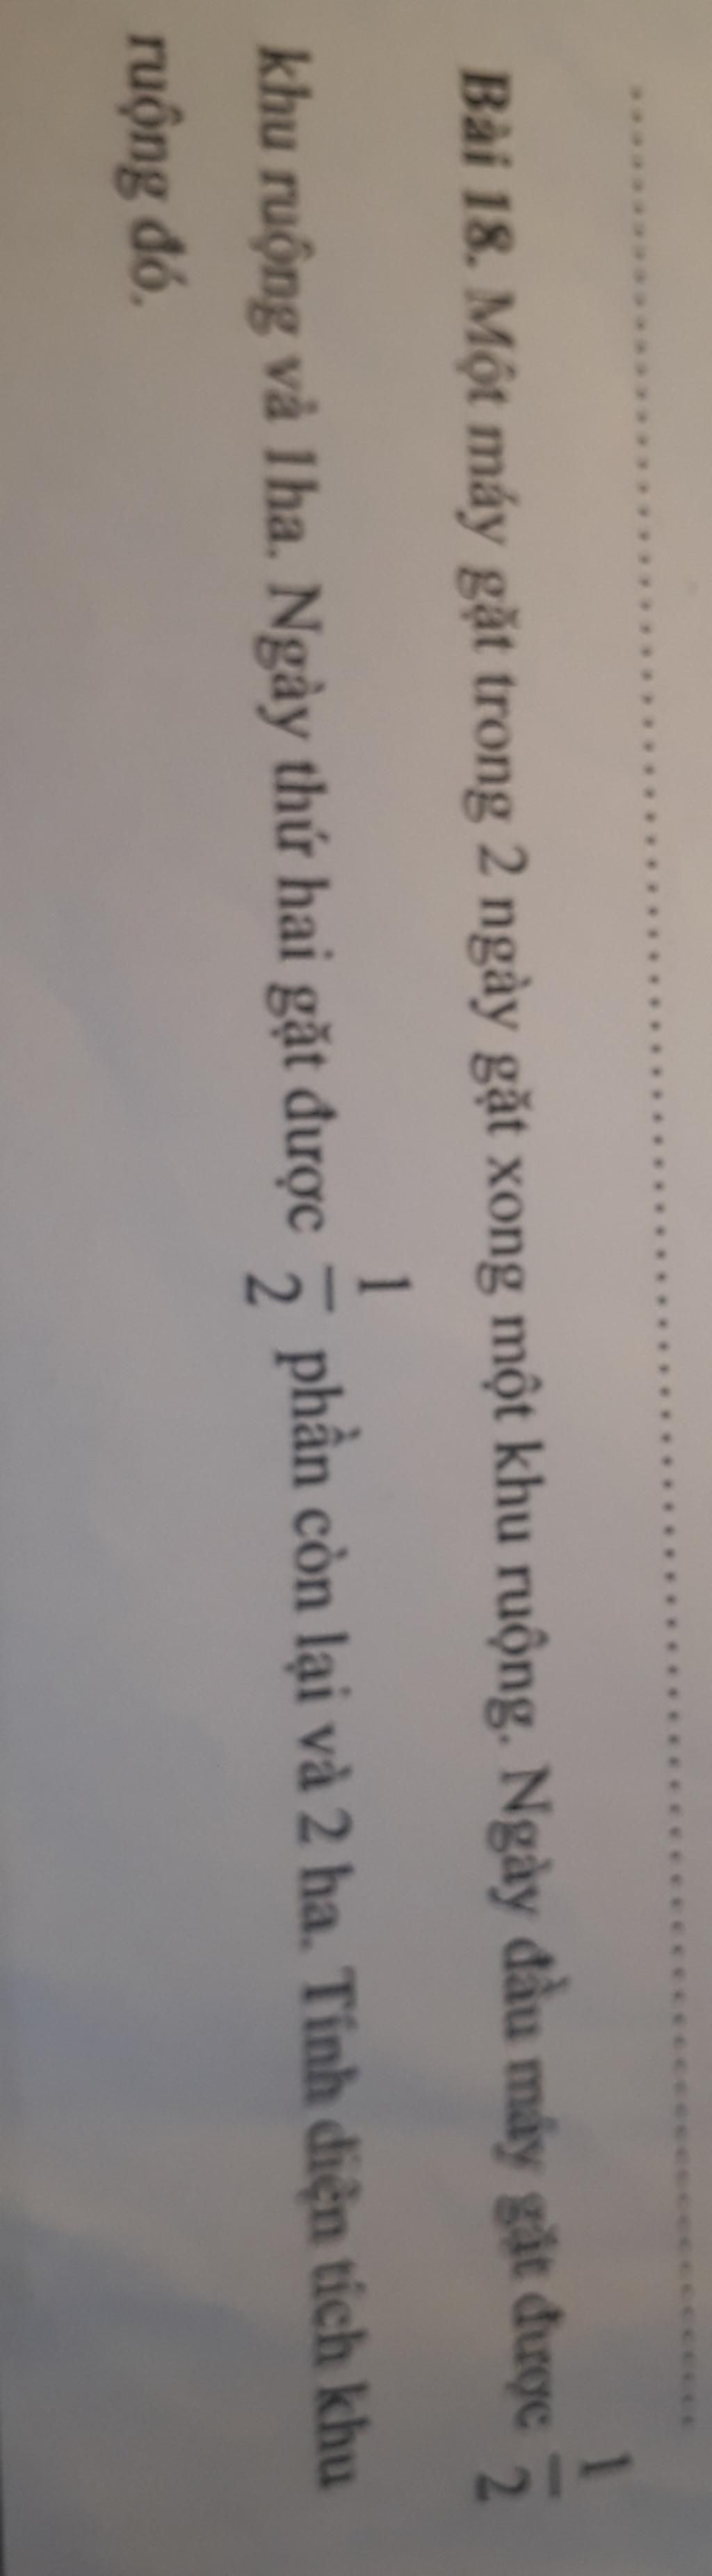 Bài 18. Một máy gặt trong 2 ngày gặt xong một khu ruộng. Ngày đầu máy gặt được 1/2
khu ruộng và 1ha. Ngày thứ hai gặt được 1/2 phần còn lại và 2 ha. Tính diện tích khu
ruộng đó.